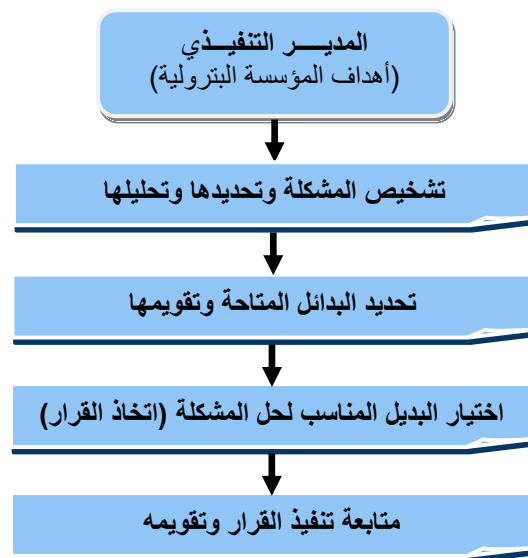 المديـــر التنفيــذي
(أهداف المؤسسة البترولية)
تشخيص المشكلة وتحديدها وتحليلها
تحديد البدائل المتاحة وتقويمها
اختيار البديل المناسب لحل المشكلة (اتخاذ القرار)
متابعة تنفيذ القرار وتقويمه